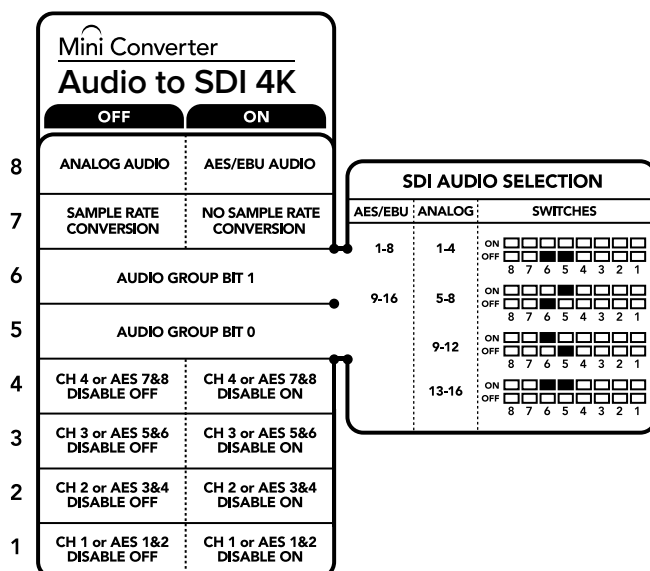 Mini Converter
Audio to SDI 4K
OFF ON
8 ANALOG AUDIO AES/EBU AUDIO
7 SAMPLE RATE CONVERSION NO SAMPLE RATE CONVERSION
6 AUDIO GROUP BIT 1
5 AUDIO GROUP BIT 0
4 CH 4 or AES 7&8 DISABLE OFF CH 4 or AES 7&8 DISABLE ON
3 CH 3 or AES 5&6 DISABLE OFF CH 3 or AES 5&6 DISABLE ON
2 CH 2 or AES 3&4 DISABLE OFF CH 2 or AES 3&4 DISABLE ON
1 CH 1 or AES 1&2 DISABLE OFF CH 1 or AES 1&2 DISABLE ON
SDI AUDIO SELECTION
AES/EBU ANALOG SWITCHES
1-8 1-4 ON
OFF
8 7 6 5 4 3 2 1
9-16 5-8 ON
OFF
8 7 6 5 4 3 2 1
9-12 ON
OFF
8 7 6 5 4 3 2 1
13-16 ON
OFF
8 7 6 5 4 3 2 1